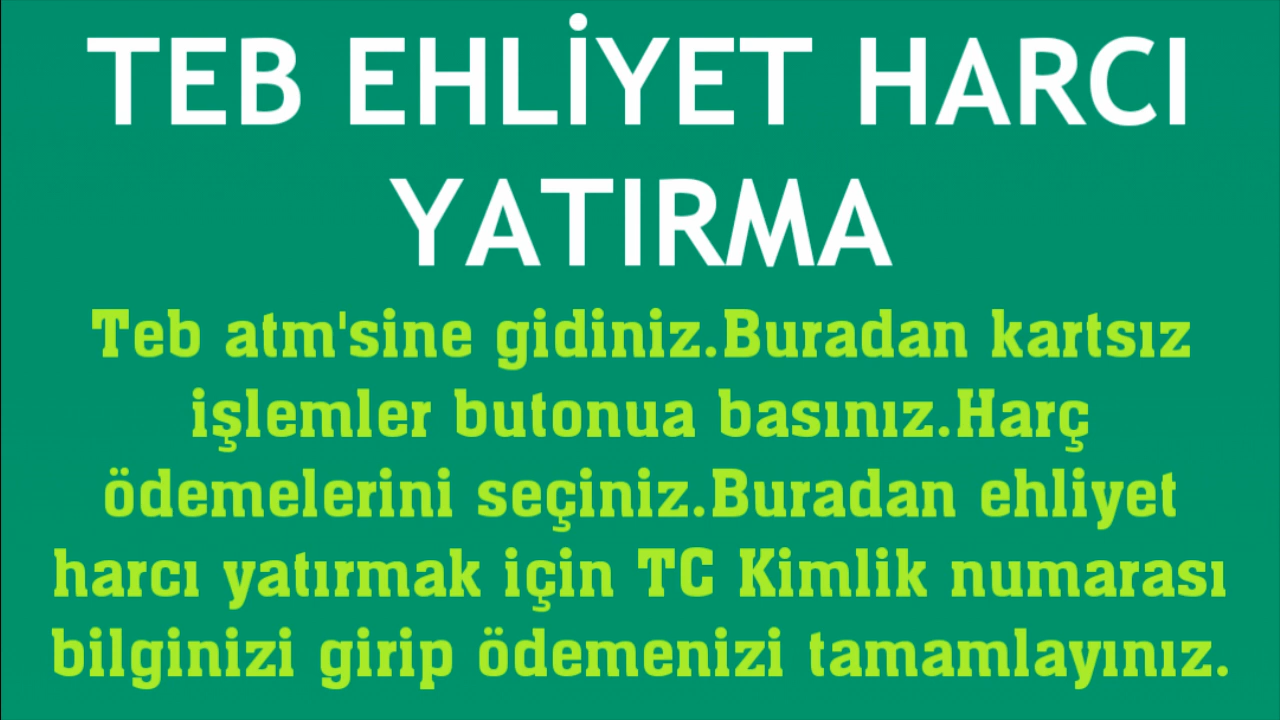 TEB EHLİYET HARCI
YATIRMA
Teb atm'sine gidiniz.Buradan kartsız
işlemler butonua basınız.Harç
ödemelerini seçiniz.Buradan ehliyet
harcı yatırmak için TC Kimlik numarası
bilginizi girip ödemenizi tamamlayınız.